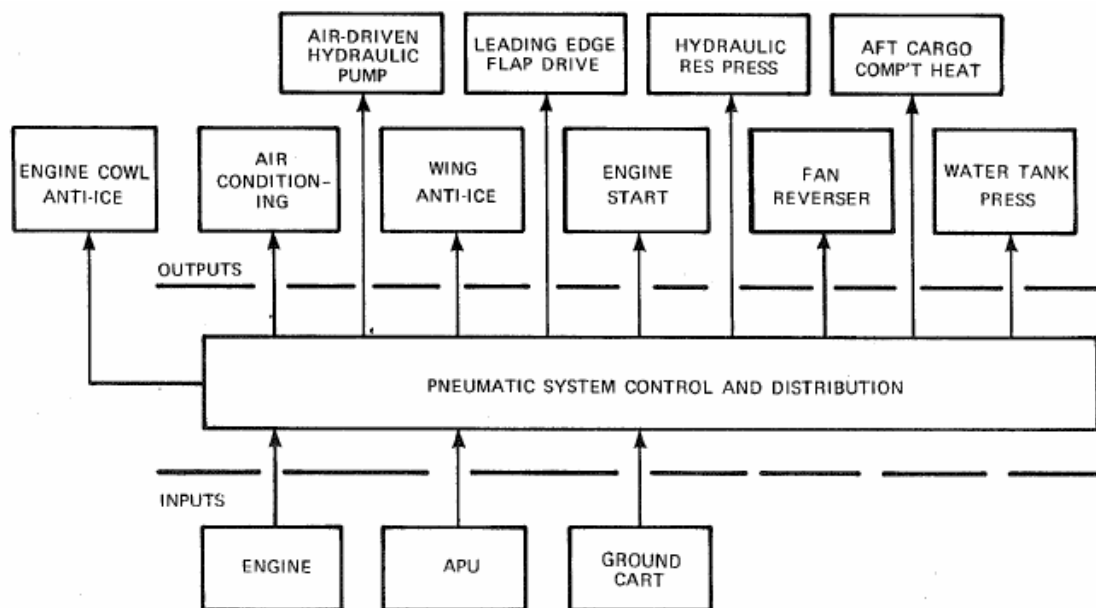 AIR-DRIVEN
HYDRAULIC
PUMP
LEADING EDGE
FLAP DRIVE
HYDRAULIC
RES PRESS
AFT CARGO
COMP'T HEAT
ENGINE COWL
ANTI-ICE
AIR
CONDITION-
ING
WING
ANTI-ICE
ENGINE
START
FAN
REVERSER
WATER TANK
PRESS
OUTPUTS
PNEUMATIC SYSTEM CONTROL AND DISTRIBUTION
INPUTS
ENGINE
APU
GROUND
CART